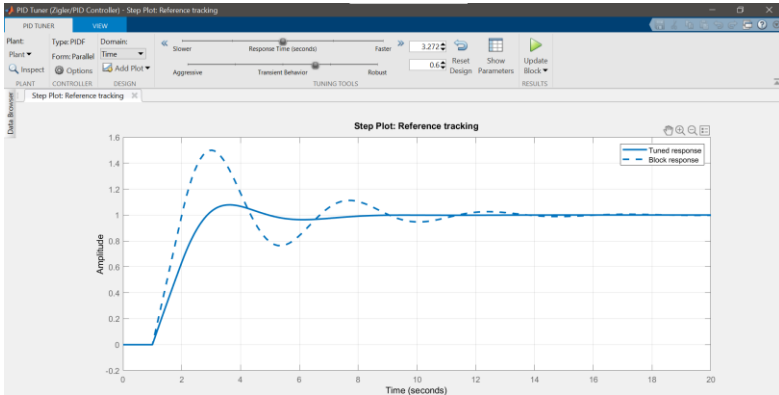 PID Tuner (Zigler/PID Controller) - Step Plot: Reference tracking
PID TUNER VIEW
Plant: Type: PIDF Domain:
Plant Form: Parallel Time
Slower Response Time (seconds) Faster 3.272
Inspect Options Add Plot
Aggressive Transient Behavior Robust 0.6
Reset Design Show Parameters Update Block
PLANT CONTROLLER DESIGN TUNING TOOLS RESULTS
Step Plot: Reference tracking
Data Browser
Step Plot: Reference tracking
Tuned response
Block response
Amplitude
1.6
1.4
1.2
1
0.8
0.6
0.4
0.2
0
-0.2
0 2 4 6 8 10 12 14 16 18 20
Time (seconds)